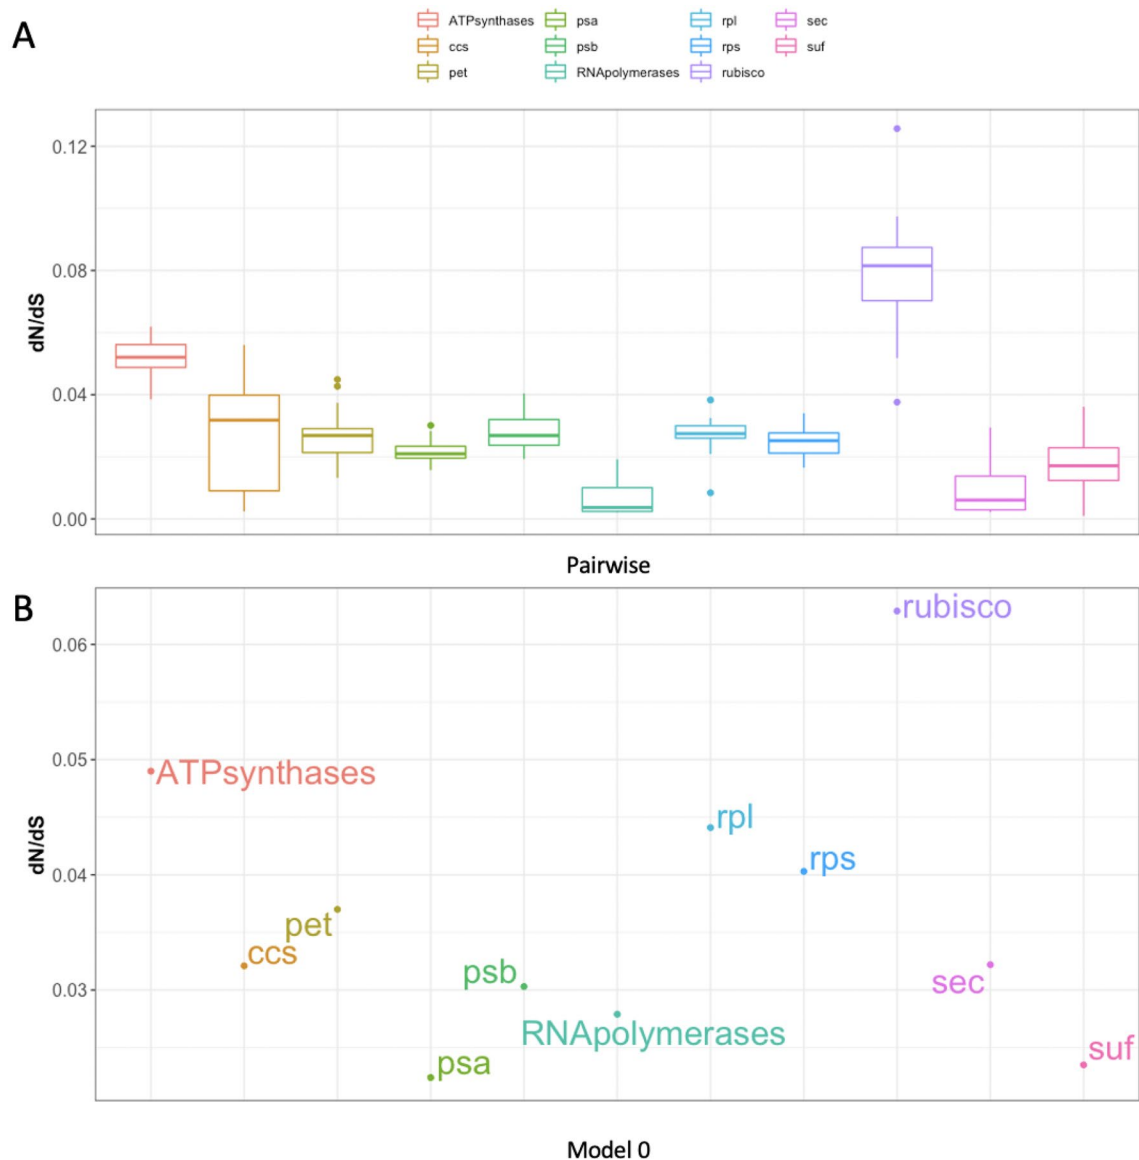 A
ATPsynthases psa rpl sec
ccs psb rps suf
pet RNApolymerases rubisco
0.12
0.08
0.04
0.00
dN/dS
Pairwise
B
0.06
0.05
0.04
0.03
dN/dS
rubisco
ATPsynthases
rpl
rps
pet
ccs
psb
sec
RNApolymerases
suf
psa
Model 0